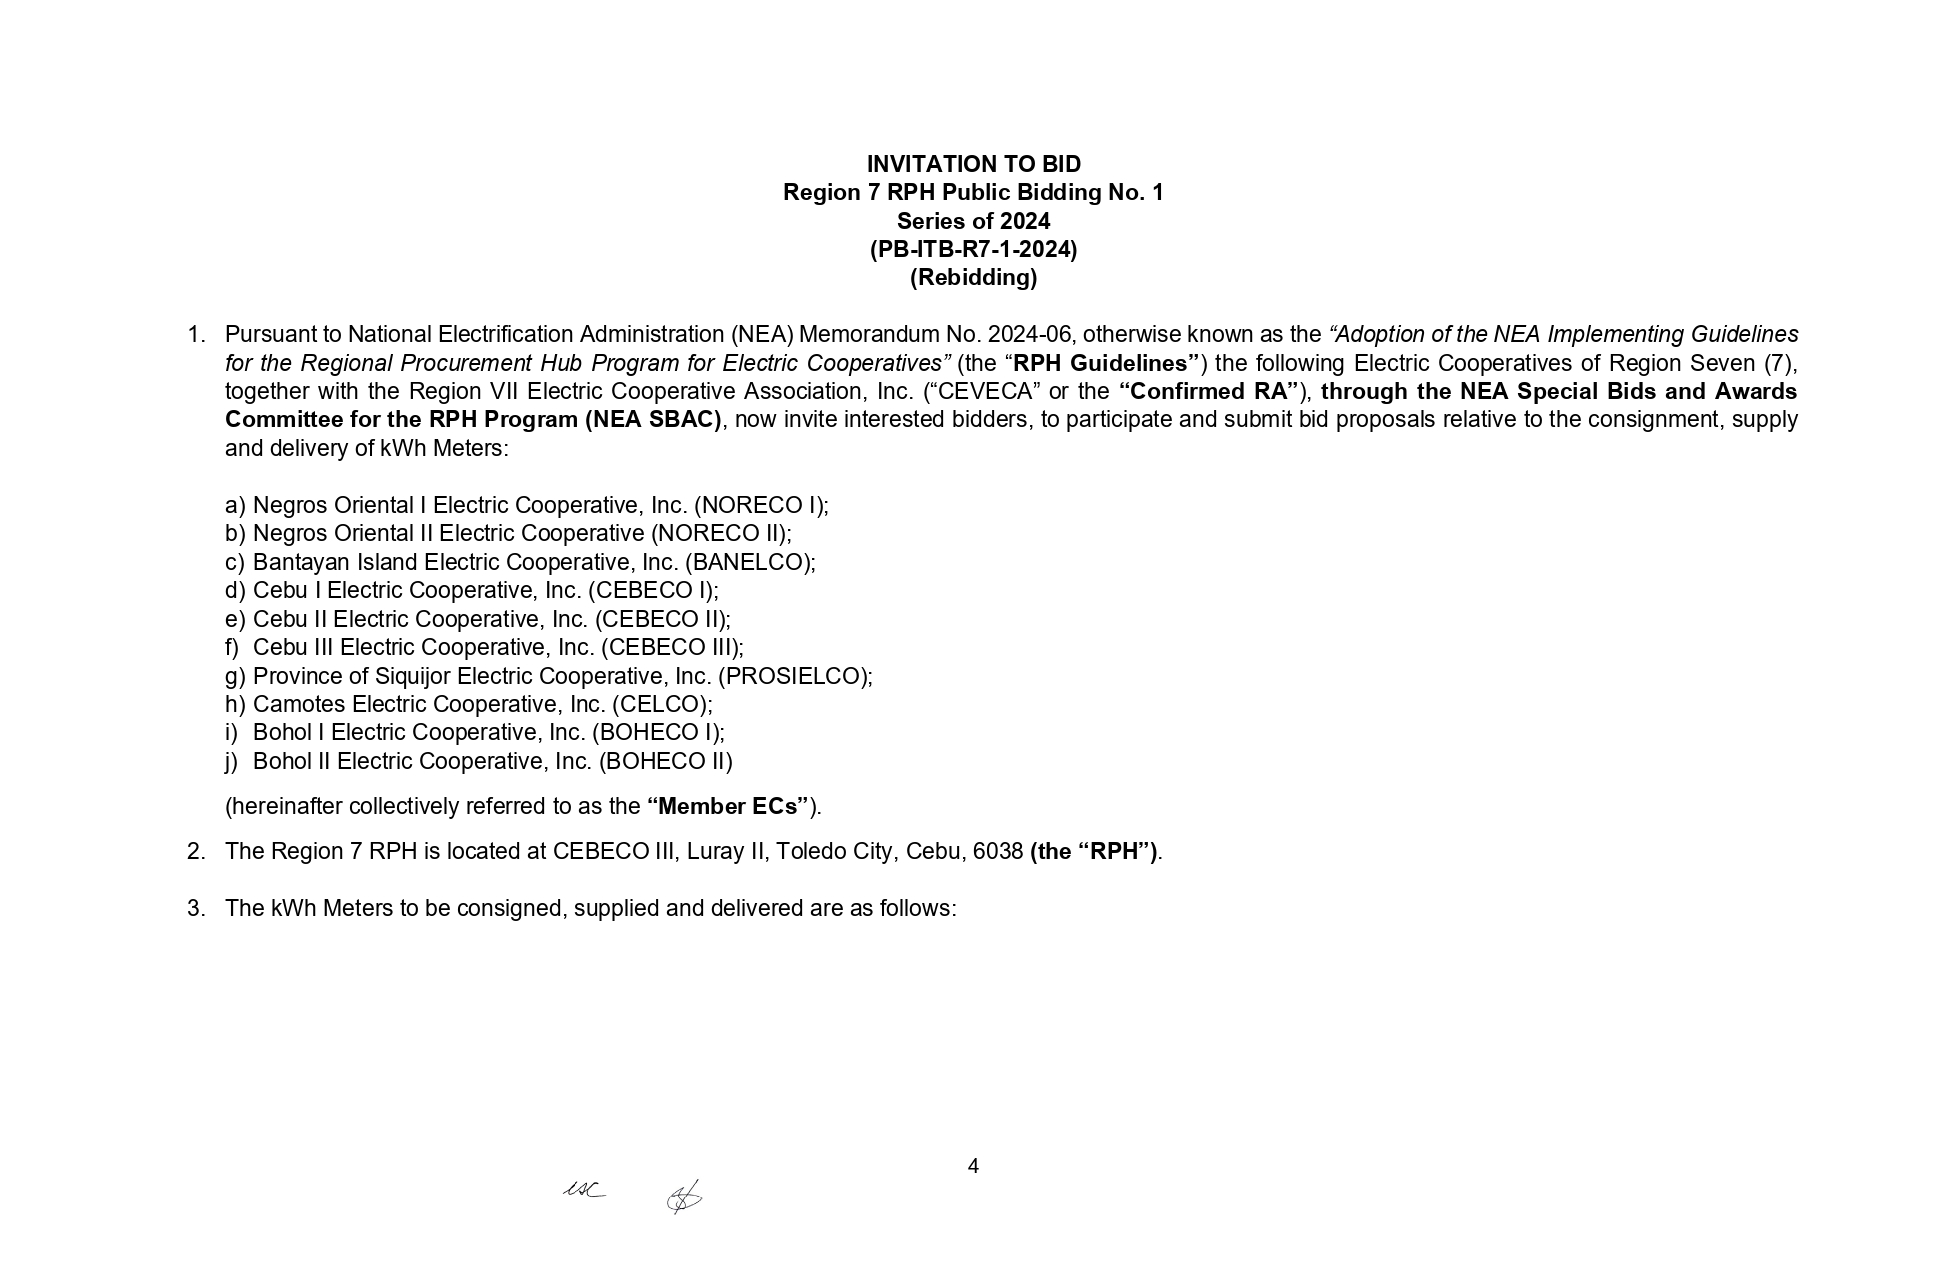 INVITATION TO BID
Region 7 RPH Public Bidding No. 1
Series of 2024
(PB-ITB-R7-1-2024)
(Rebidding)
1. Pursuant to National Electrification Administration (NEA) Memorandum No. 2024-06, otherwise known as the “Adoption of the NEA Implementing Guidelines
for the Regional Procurement Hub Program for Electric Cooperatives” (the “RPH Guidelines”) the following Electric Cooperatives of Region Seven (7),
together with the Region VII Electric Cooperative Association, Inc. (“CEVECA” or the “Confirmed RA”), through the NEA Special Bids and Awards
Committee for the RPH Program (NEA SBAC), now invite interested bidders, to participate and submit bid proposals relative to the consignment, supply
and delivery of kWh Meters:
a) Negros Oriental I Electric Cooperative, Inc. (NORECO I);
b) Negros Oriental II Electric Cooperative (NORECO II);
c) Bantayan Island Electric Cooperative, Inc. (BANELCO);
d) Cebu I Electric Cooperative, Inc. (CEBECO I);
e) Cebu II Electric Cooperative, Inc. (CEBECO II);
f) Cebu III Electric Cooperative, Inc. (CEBECO III);
g) Province of Siquijor Electric Cooperative, Inc. (PROSIELCO);
h) Camotes Electric Cooperative, Inc. (CELCO);
i) Bohol I Electric Cooperative, Inc. (BOHECO I);
j) Bohol II Electric Cooperative, Inc. (BOHECO II)
(hereinafter collectively referred to as the “Member ECs”).
2. The Region 7 RPH is located at CEBECO III, Luray II, Toledo City, Cebu, 6038 (the “RPH”).
3. The kWh Meters to be consigned, supplied and delivered are as follows:
4